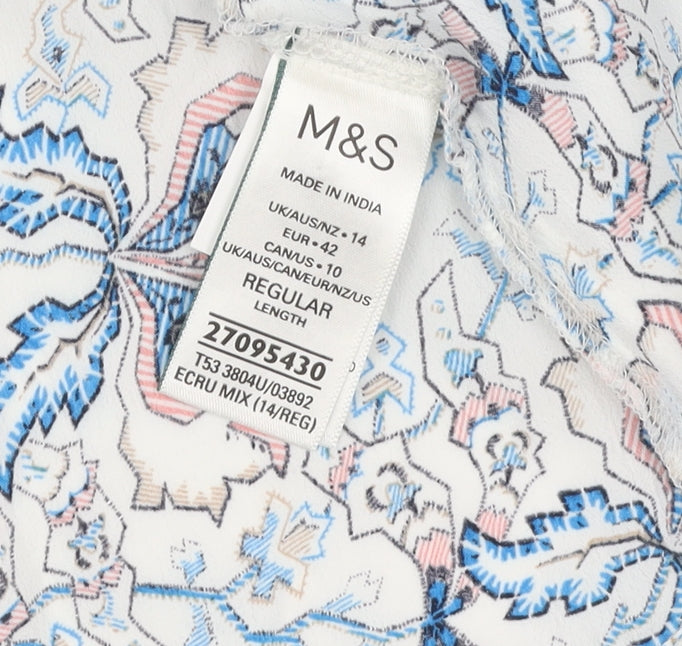 M&S
MADE IN INDIA
UK/AUS/NZ•14
EUR•42
CAN/US•10
UK/AUS/CAN/EUR/NZ/US
REGULAR
LENGTH
27095430
T53 3804U/03892
ECRU MIX (14/REG)